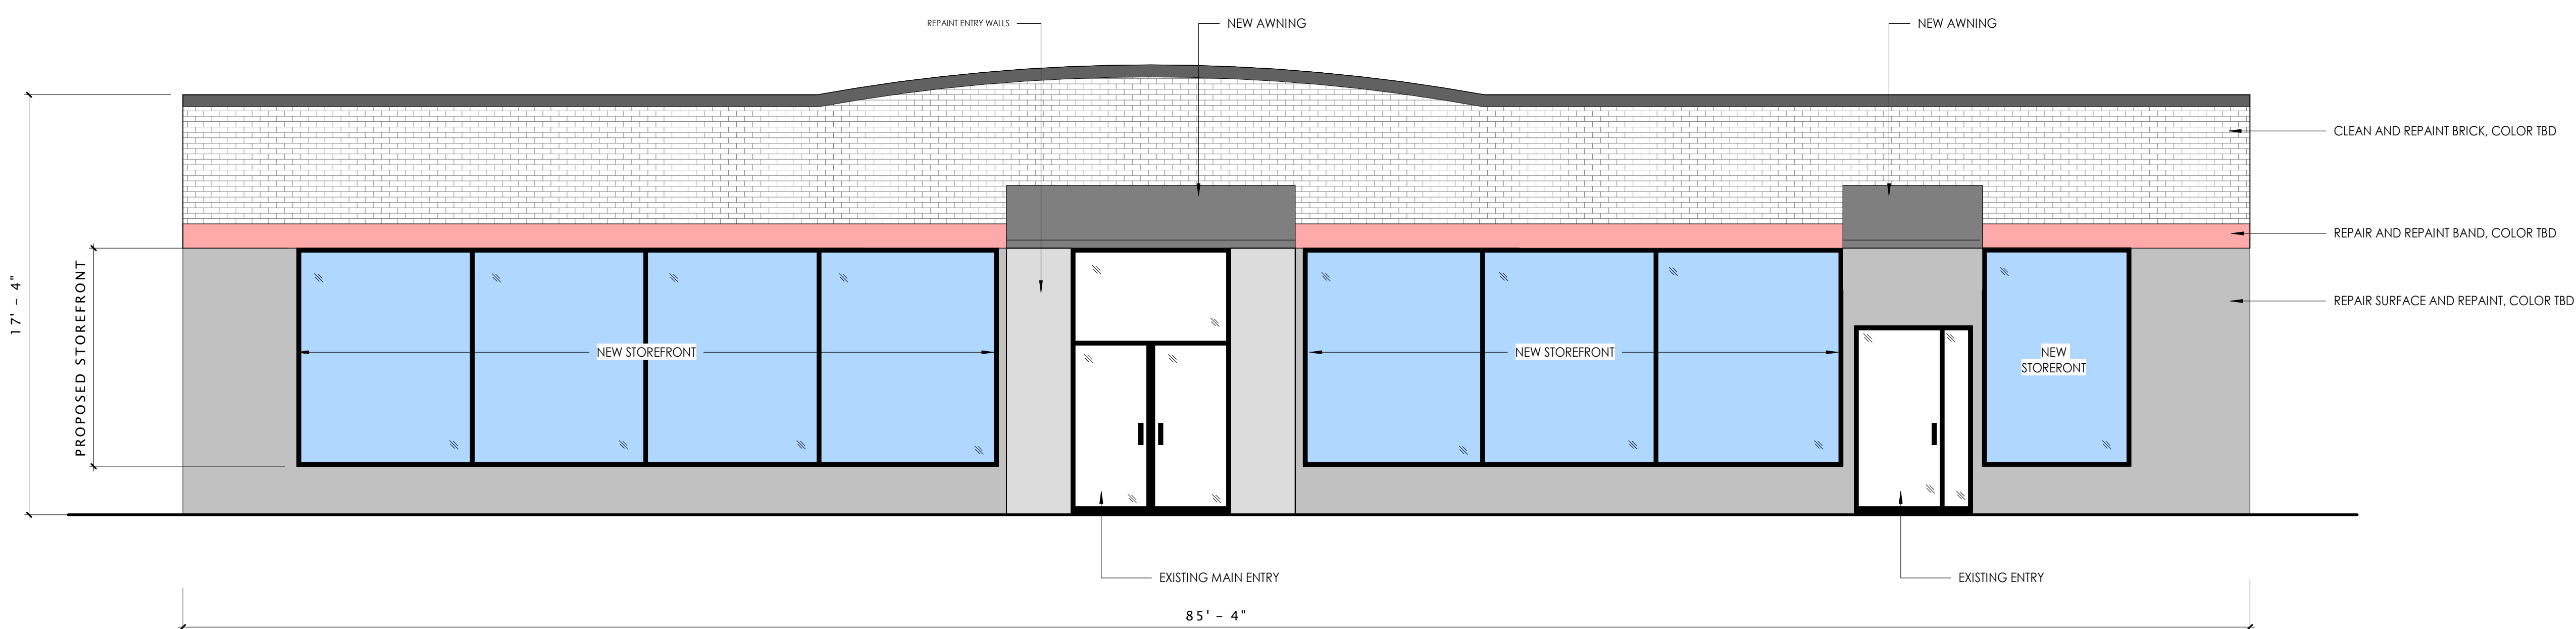 REPAINT ENTRY WALLS
NEW AWNING
NEW AWNING
CLEAN AND REPAINT BRICK, COLOR TBD
REPAIR AND REPAINT BAND, COLOR TBD
REPAIR SURFACE AND REPAINT, COLOR TBD
17' - 4"
PROPOSED STOREFRONT
NEW STOREFRONT
NEW STOREFRONT
NEW
STORERONT
EXISTING MAIN ENTRY
EXISTING ENTRY
85' - 4"